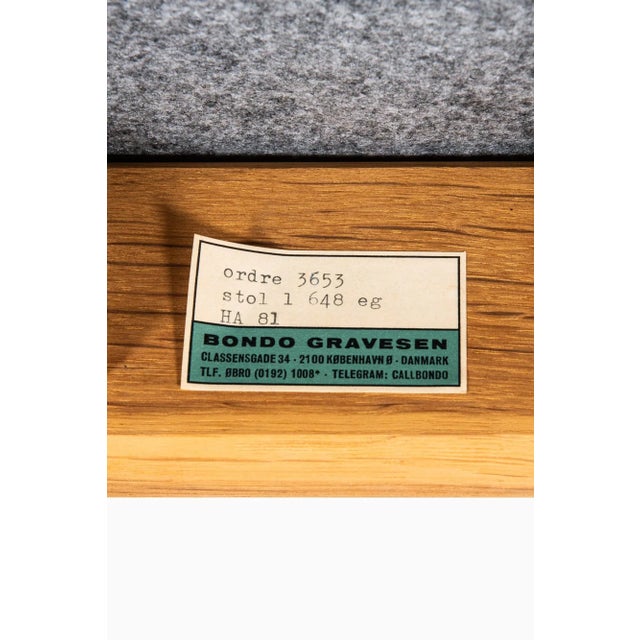 ordre 3653
stol 1 648 eg
HA 81
BONDO GRAVESEN
CLASSENSGADE 34 - 2100 KØBENHAVN Ø - DANMARK
TLF. ØBRO (0192) 1008* - TELEGRAM: CALLBONDO